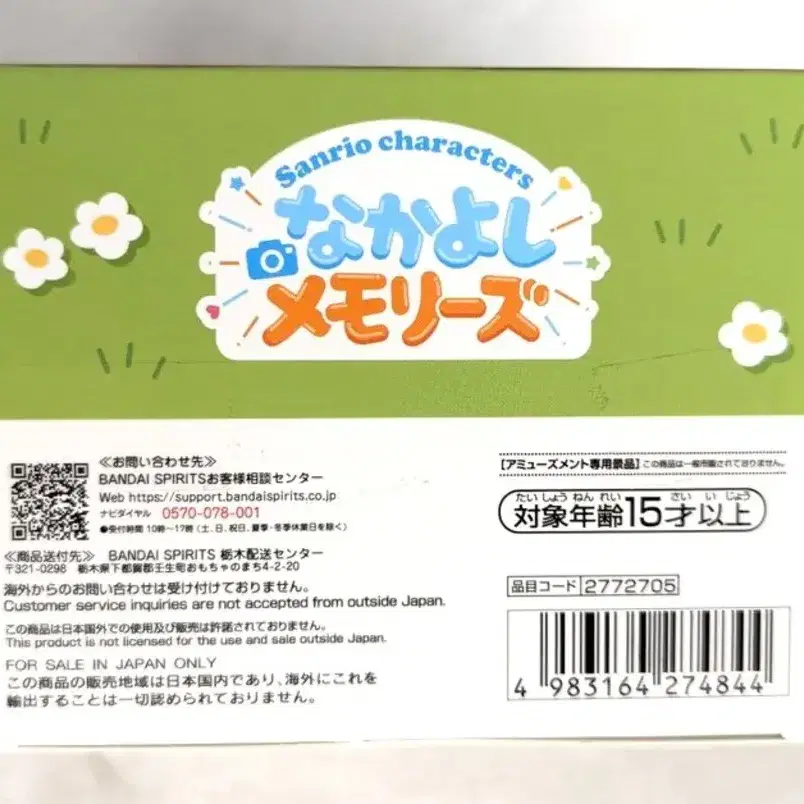 Sanrio characters
なかよし
メモリーズ
≪お問い合わせ先≫
BANDAI SPIRITSお客様相談センター
Web https://support.bandaispirits.co.jp
ナビダイヤル 0570-078-001
●受付時間 10時〜17時(土、日、祝日、夏季・冬季休業日を除く)
≪商品送付先≫ BANDAI SPIRITS 栃木配送センター
〒321-0298 栃木県下都賀郡壬生町おもちゃのまち4-2-20
海外からのお問い合わせは受け付けておりません。
Customer service inquiries are not accepted from outside Japan.
この商品は日本国外での使用及び販売は許諾されておりません。
This product is not licensed for the use and sale outside Japan.
FOR SALE IN JAPAN ONLY
この商品の販売地域は日本国内であり、海外にこれを
輸出することは一切認められておりません。
【アミューズメント専用景品】この商品は一般市販されておりません。
たいしょうねんれい さいいじょう
対象年齢15才以上
品目コード 2772705
4 983164 274844